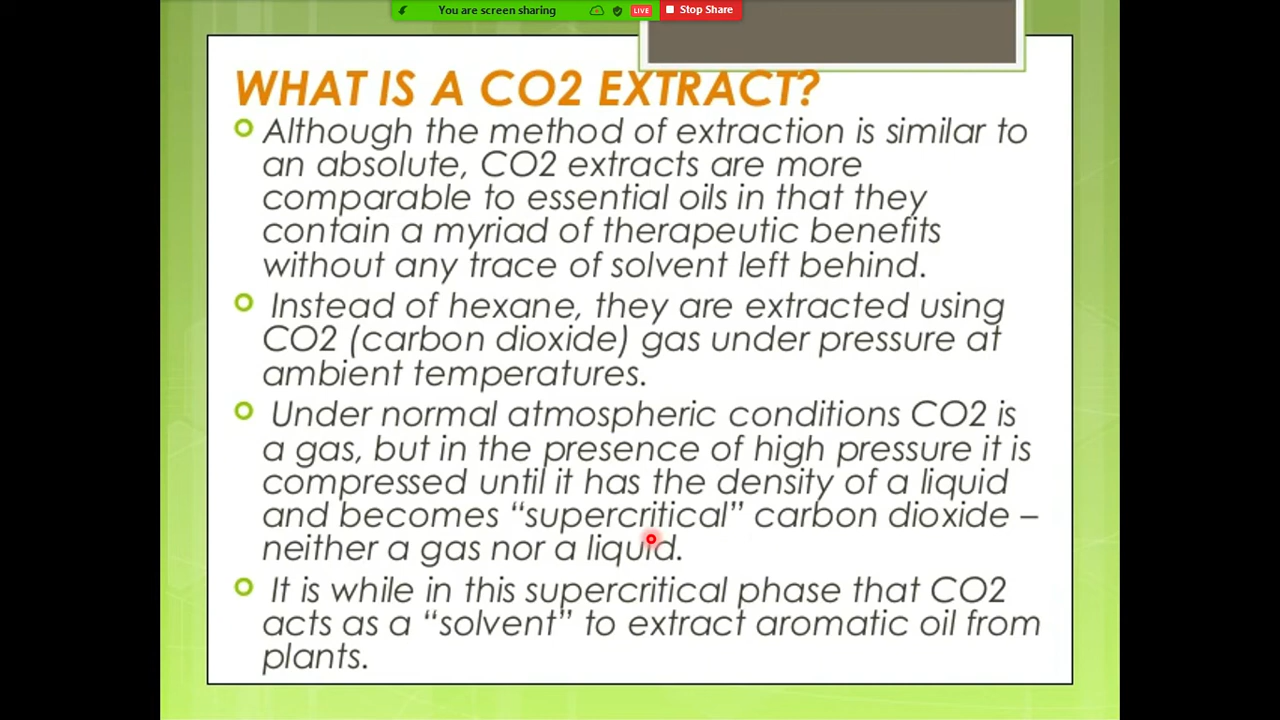 You are screen sharing LIVE Stop Share
WHAT IS A CO2 EXTRACT?
Although the method of extraction is similar to
an absolute, CO2 extracts are more
comparable to essential oils in that they
contain a myriad of therapeutic benefits
without any trace of solvent left behind.
Instead of hexane, they are extracted using
CO2 (carbon dioxide) gas under pressure at
ambient temperatures.
Under normal atmospheric conditions CO2 is
a gas, but in the presence of high pressure it is
compressed until it has the density of a liquid
and becomes “supercritical” carbon dioxide –
neither a gas nor a liquid.
It is while in this supercritical phase that CO2
acts as a “solvent” to extract aromatic oil from
plants.